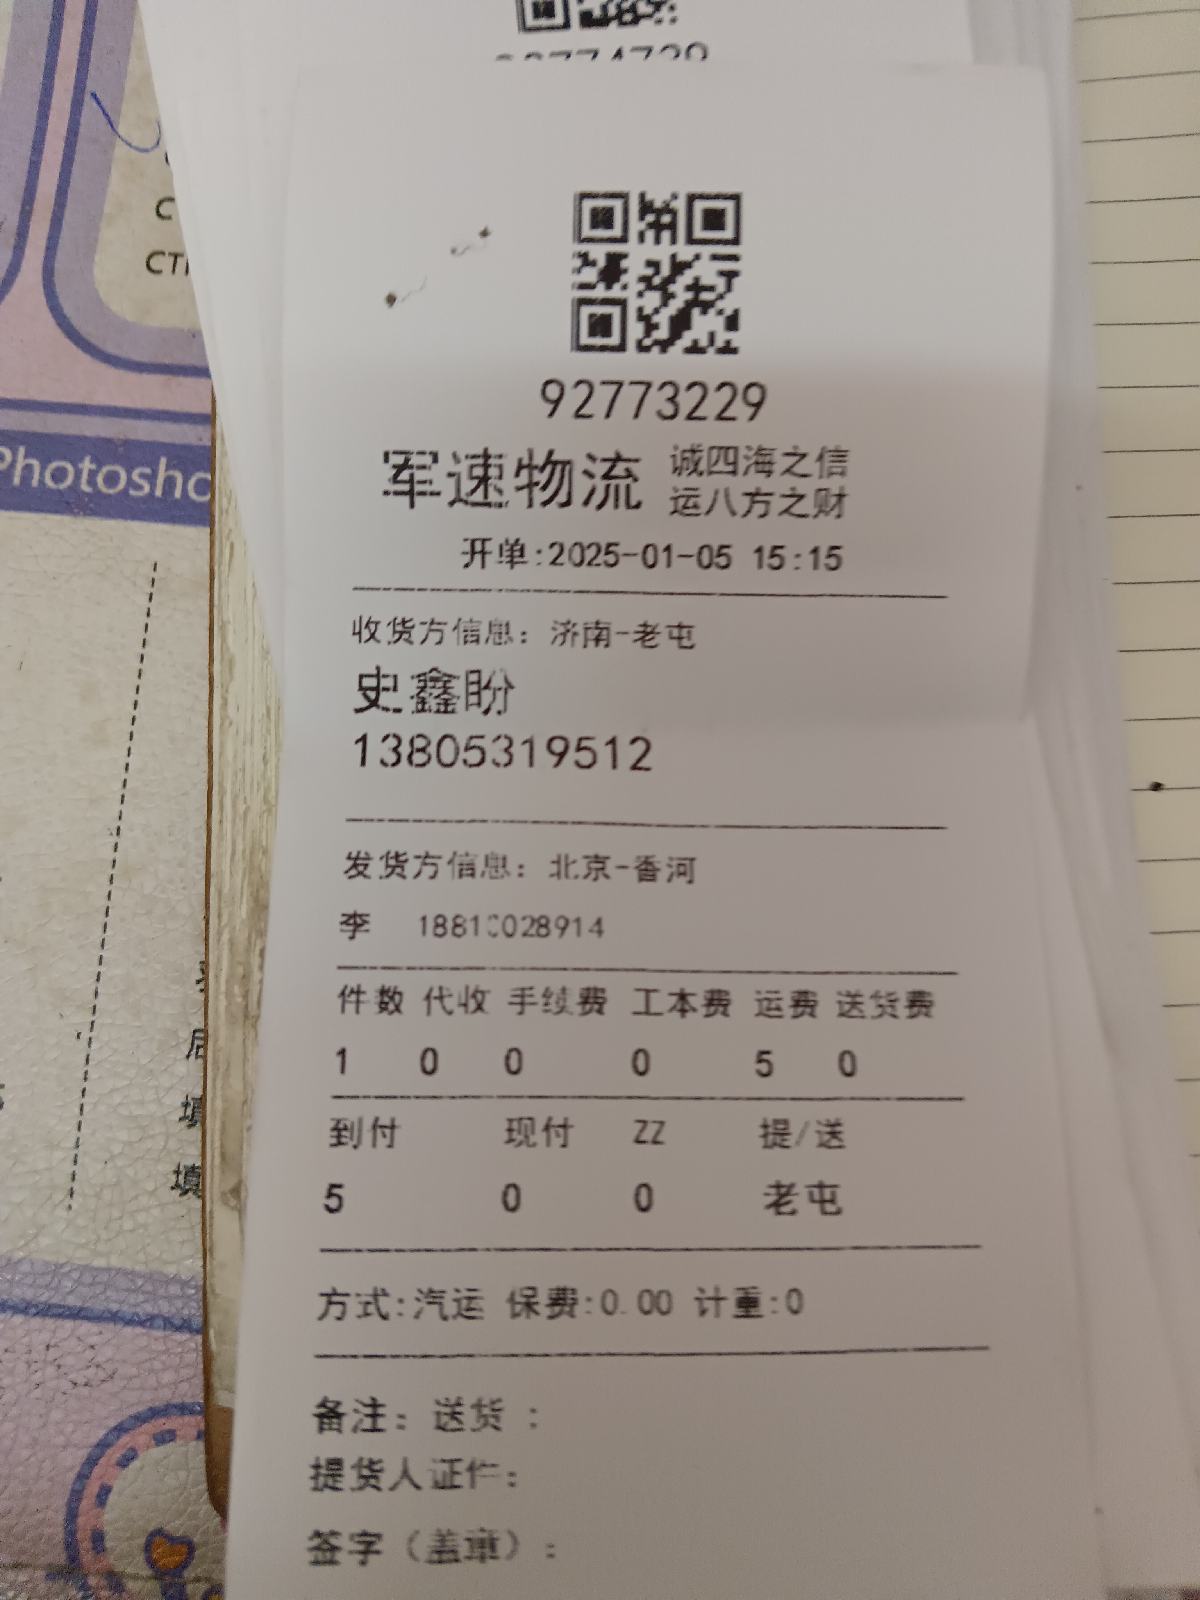 92773229
军速物流 诚四海之信
运八方之财
开单:2025-01-05 15:15
收货方信息：济南-老屯
史鑫盼
13805319512
发货方信息：北京-香河
李 18810028914
件数 代收 手续费 工本费 运费 送货费
1 0 0 0 5 0
到付 现付 ZZ 提/送
5 0 0 老屯
方式:汽运 保费:0.00 计重:0
备注：送货 ：
提货人证件：
签字（盖章）：
Photosho
C
CTI
填
填